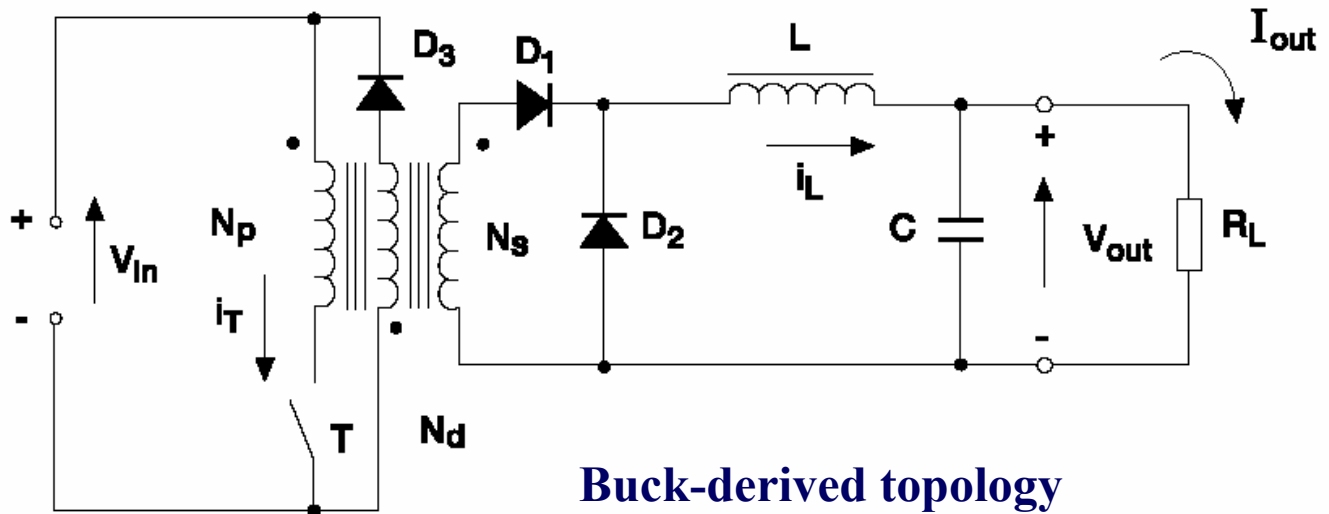 D3
D1
L
Iout
+
-
Vin
Np
iT
T
Nd
Ns
D2
iL
C
+
Vout
-
RL
Buck-derived topology